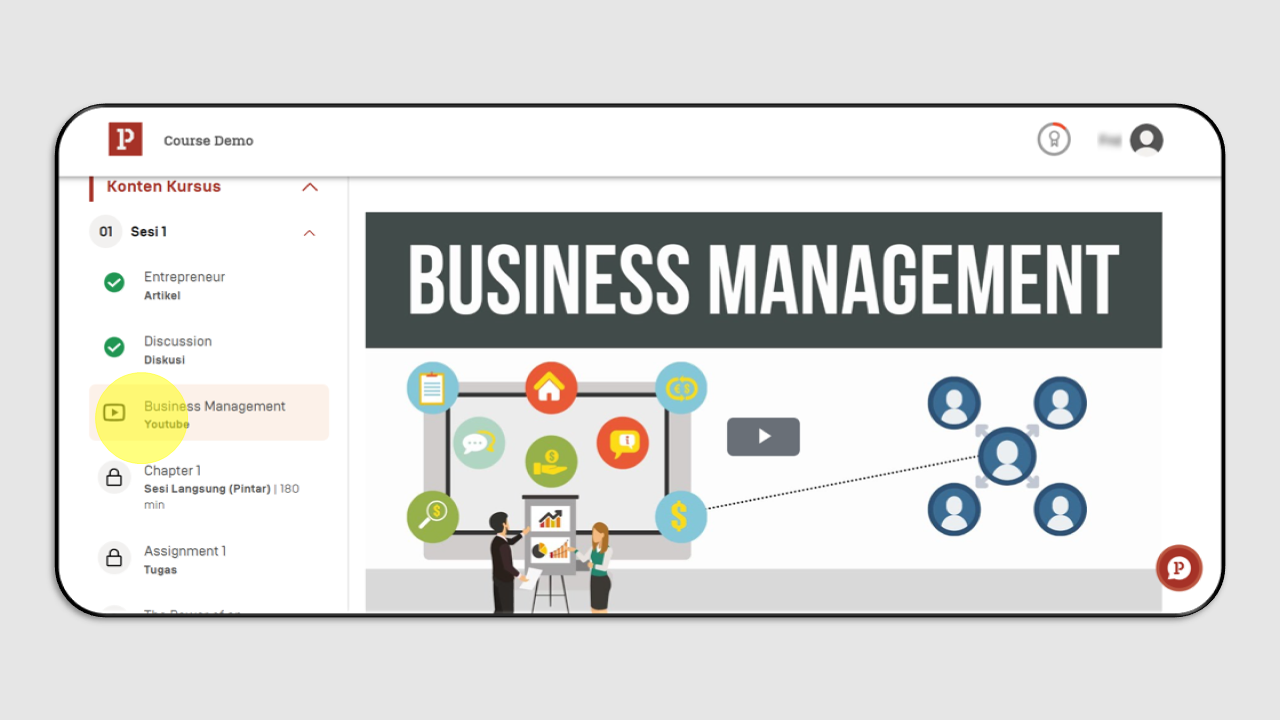 P
Course Demo
Konten Kursus
01 Sesi 1
Entrepreneur
Artikel
Discussion
Diskusi
Business Management
Youtube
Chapter 1
Sesi Langsung (Pintar) | 180
min
Assignment 1
Tugas
BUSINESS MANAGEMENT
P